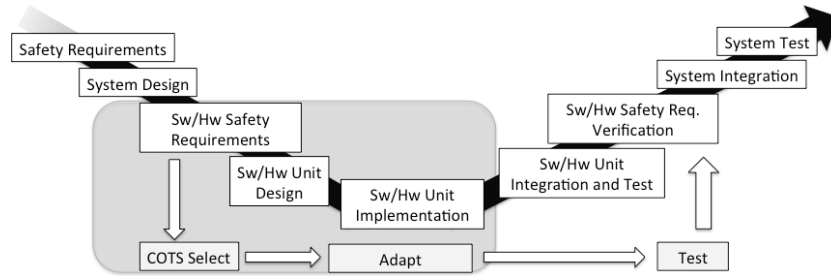 Safety Requirements
System Design
Sw/Hw Safety
Requirements
Sw/Hw Unit
Design
Sw/Hw Unit
Implementation
Sw/Hw Unit
Integration and Test
Sw/Hw Safety Req.
Verification
System Integration
System Test
COTS Select
Adapt
Test